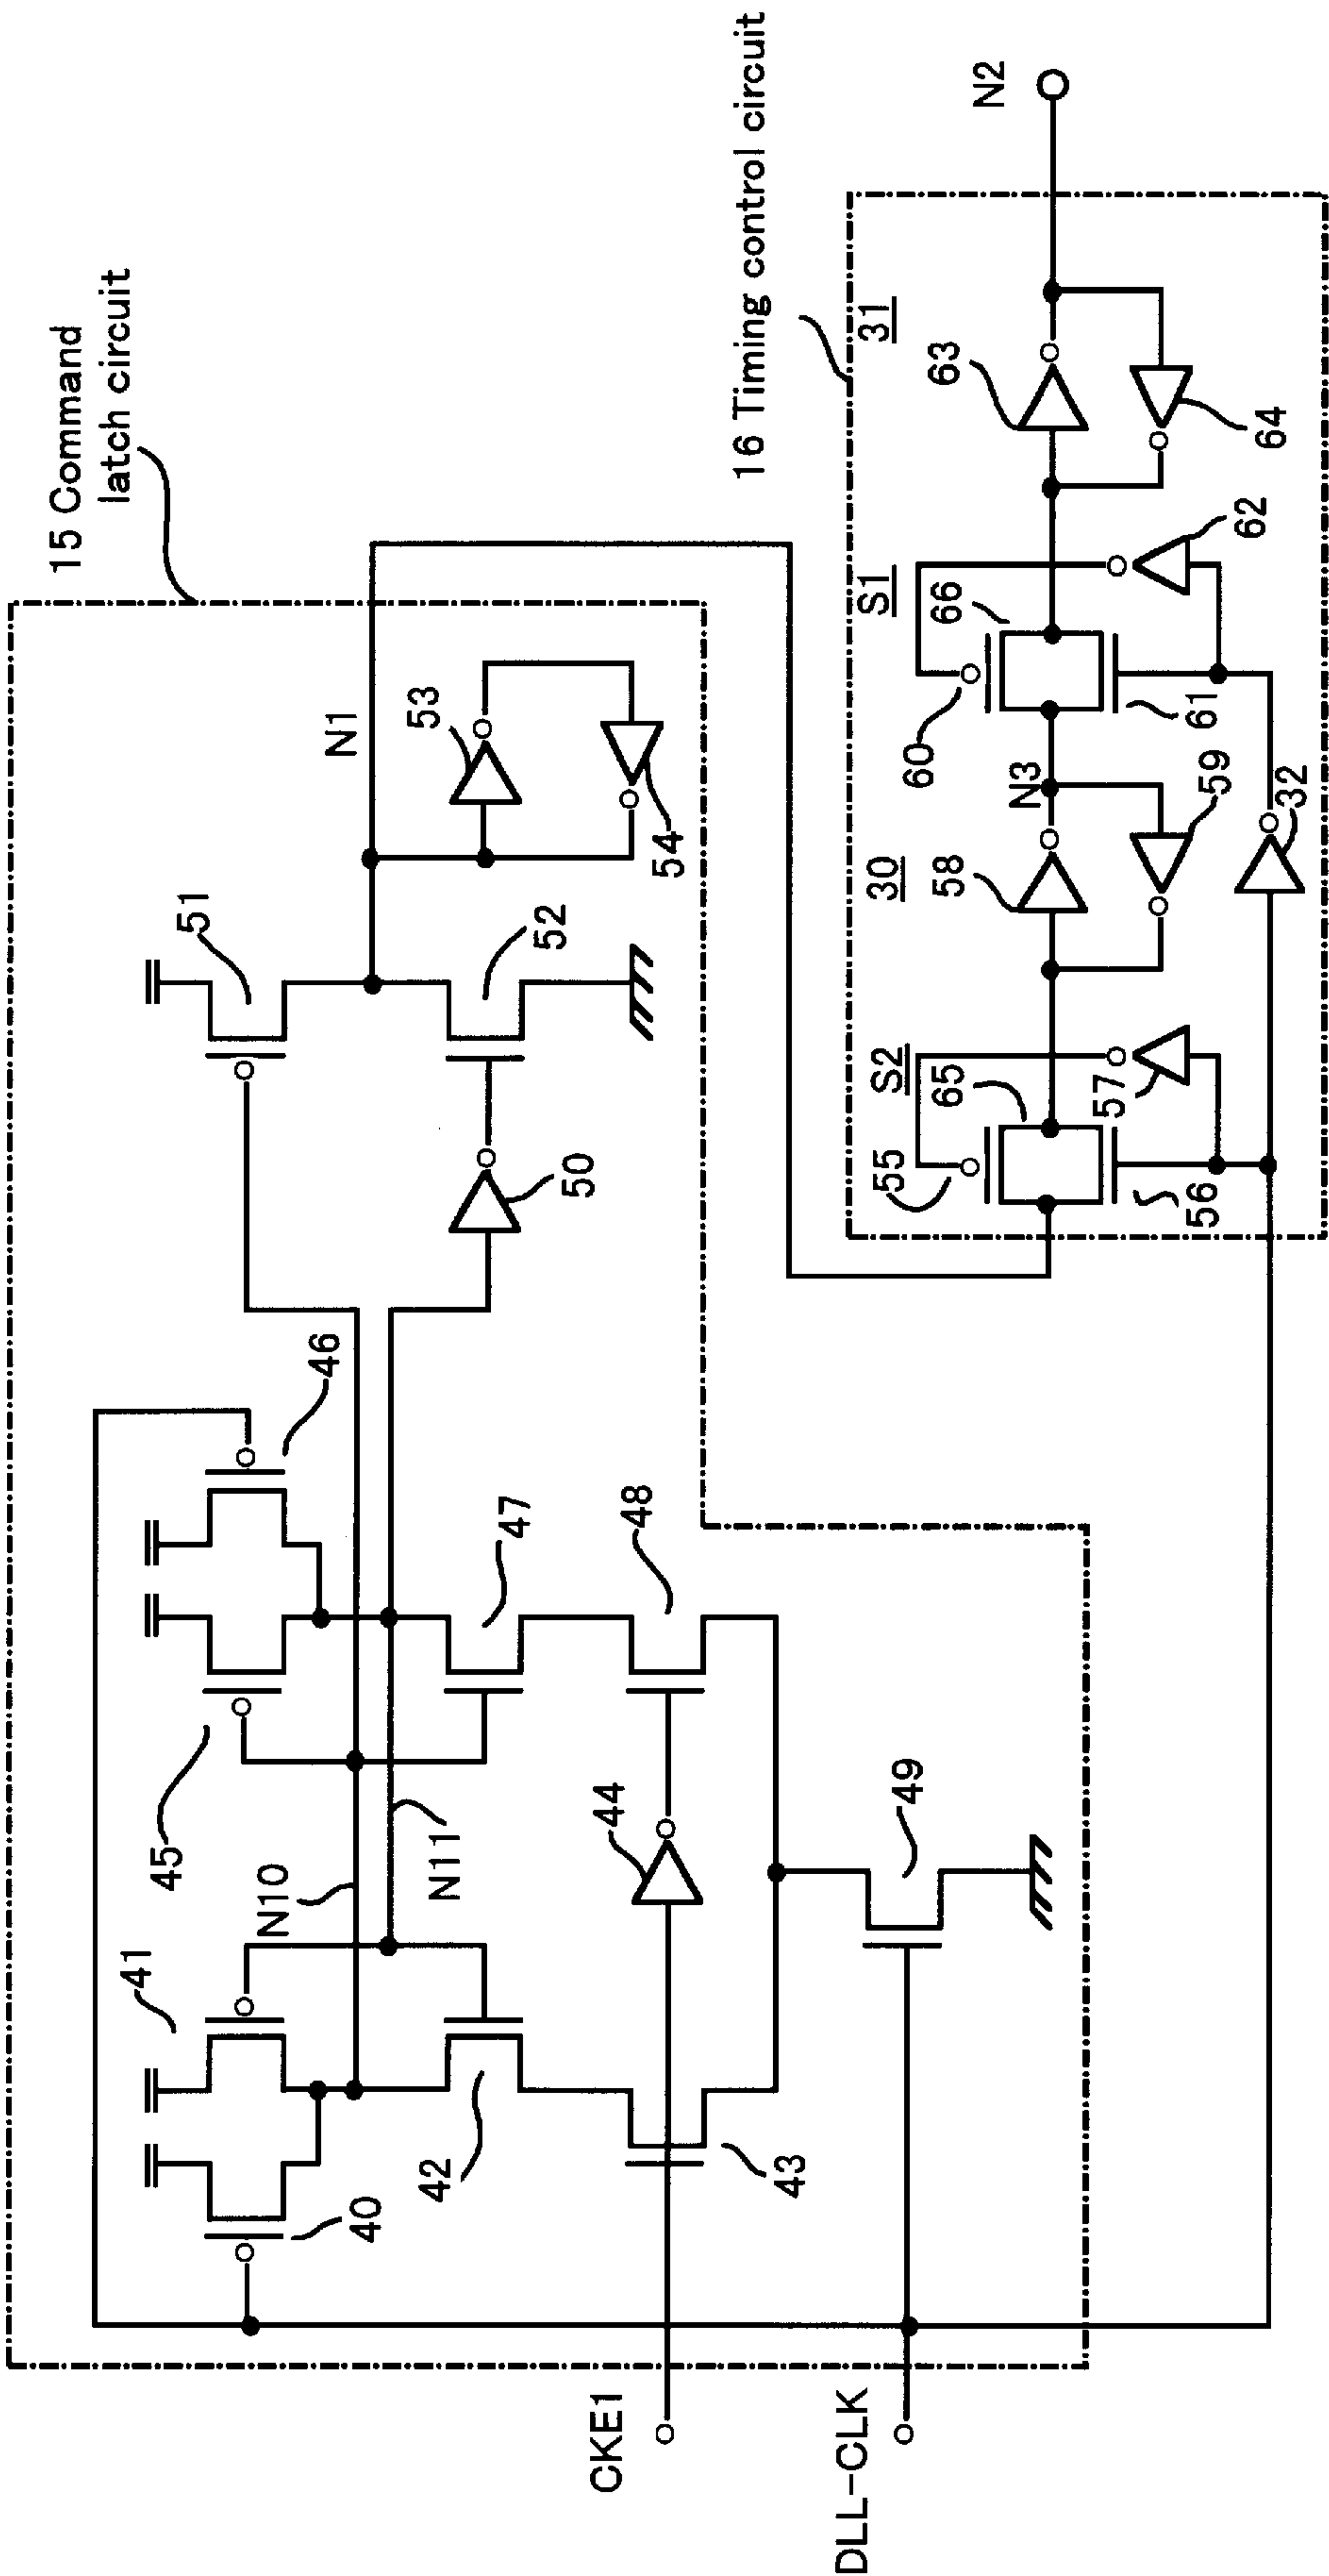 15 Command
latch circuit
16 Timing control circuit
CKE1
DLL-CLK
40
41
42
43
44
45
46
47
48
49
N10
N11
50
51
52
53
54
N1
S2
55
65
56
57
30
58
59
N3
32
S1
60
66
61
62
31
63
64
N2